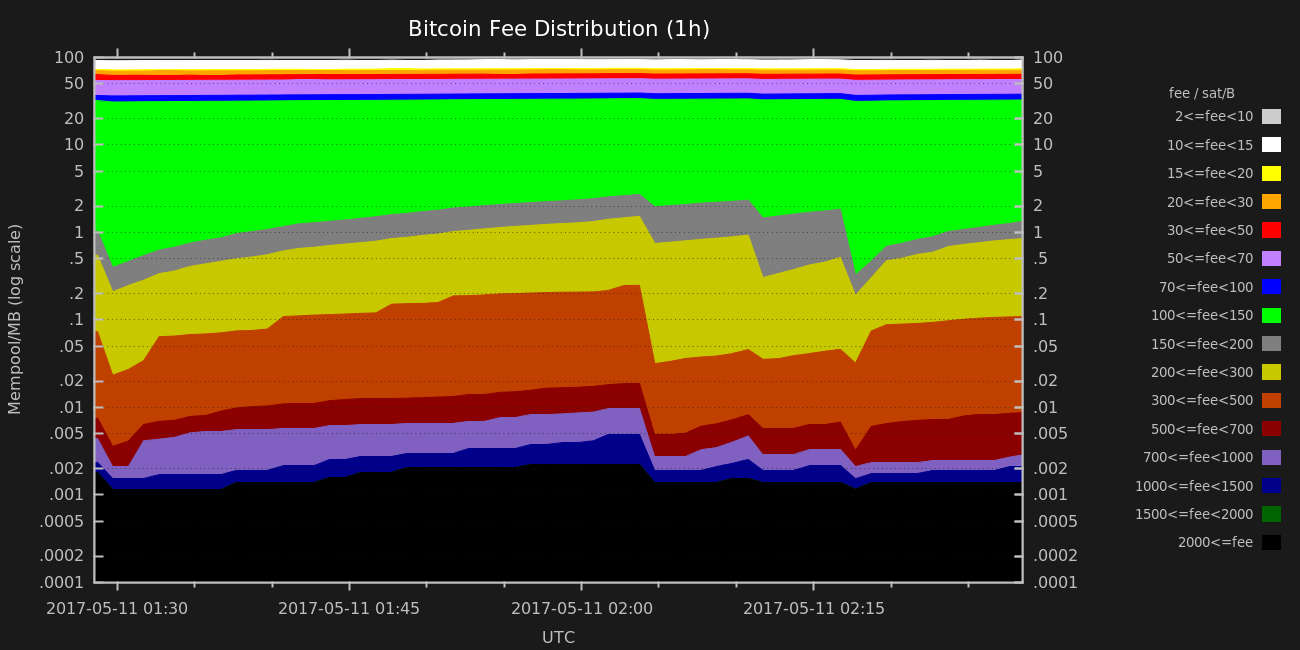 Bitcoin Fee Distribution (1h)
100 100
50 50
20 20
10 10
5 5
2 2
1 1
.5 .5
.2 .2
.1 .1
.05 .05
.02 .02
.01 .01
.005 .005
.002 .002
.001 .001
.0005 .0005
.0002 .0002
.0001 .0001
Mempool/MB (log scale)
2017-05-11 01:30 2017-05-11 01:45 2017-05-11 02:00 2017-05-11 02:15
UTC
fee / sat/B
2<=fee<10
10<=fee<15
15<=fee<20
20<=fee<30
30<=fee<50
50<=fee<70
70<=fee<100
100<=fee<150
150<=fee<200
200<=fee<300
300<=fee<500
500<=fee<700
700<=fee<1000
1000<=fee<1500
1500<=fee<2000
2000<=fee